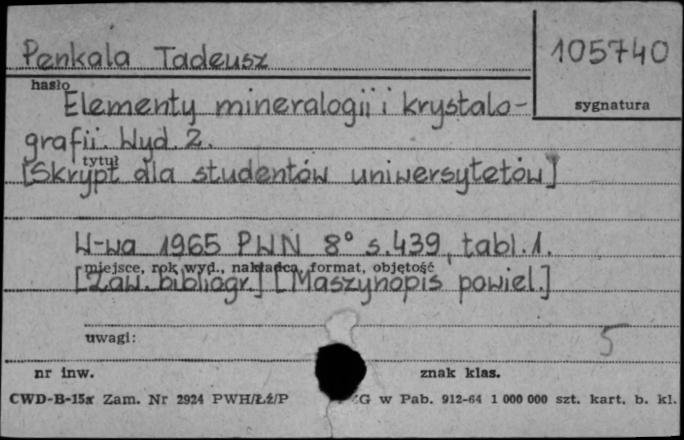 Penkala Tadeusz
105740
hasło
sygnatura
Elementy mineralogii i krystalo-
grafii. Wyd. 2.
tytuł
[Skrypt dla studentów uniwersytetów]
W-wa 1965 PWN 8° s. 439, tabl. 1.
miejsce, rok wyd., nakładca, format, objętość
[Zaw. bibliogr.] [Maszynopis powiel.]
uwagi:
5
nr inw.
znak klas.
CWD-B-15x Zam. Nr 2924 PWH/Łź/P G w Pab. 912-64 1 000 000 szt. kart. b. kl.